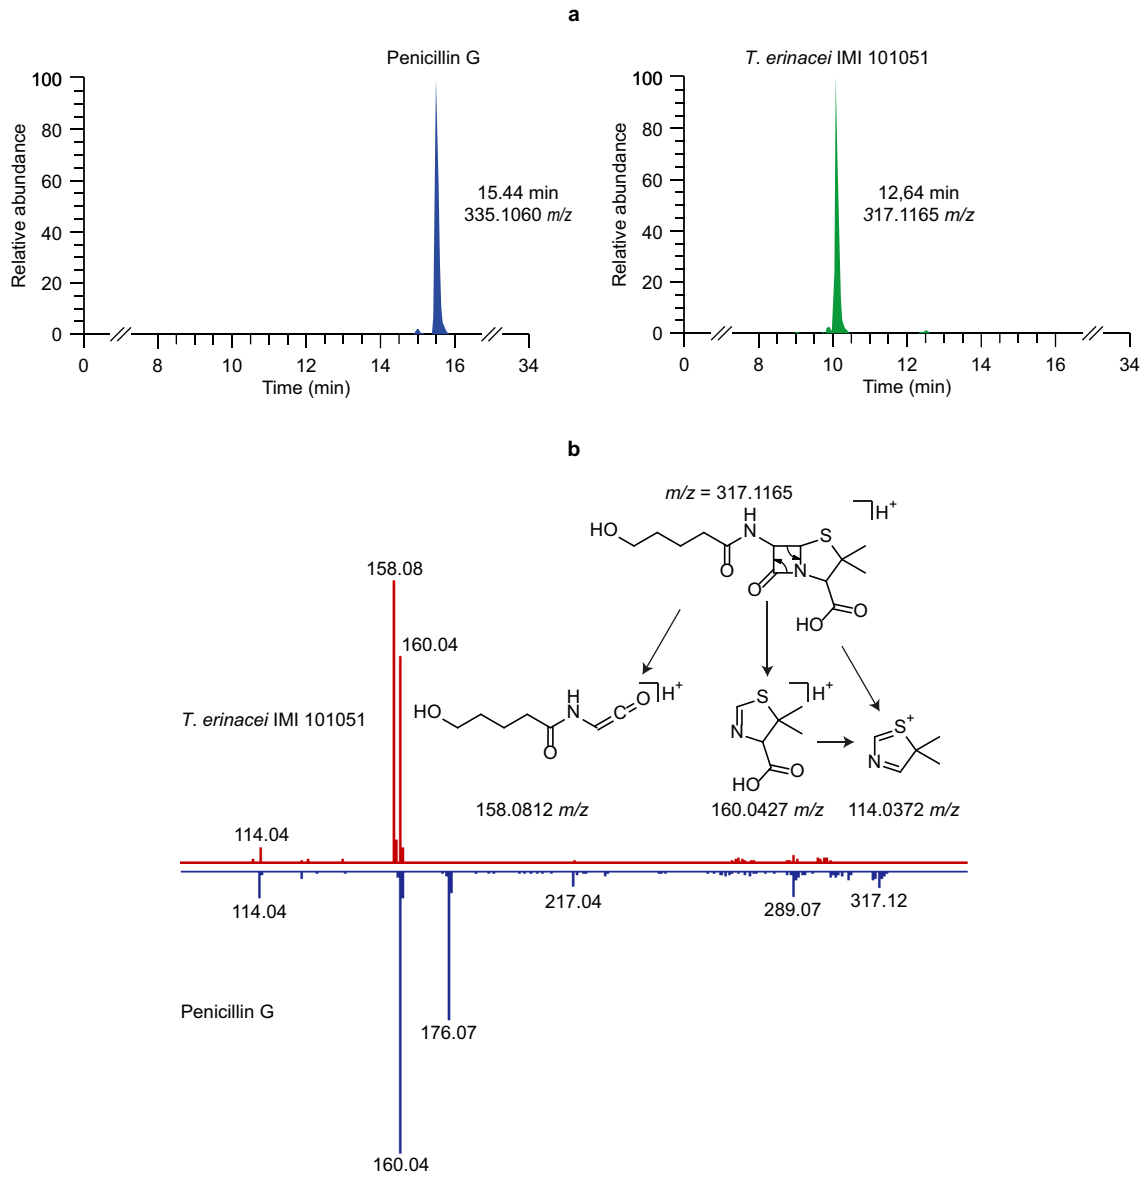 a
Penicillin G
100
80
60
40
20
0
Relative abundance
15.44 min
335.1060 m/z
0
8
10
12
14
16
34
Time (min)
T. erinacei IMI 101051
100
80
60
40
20
0
Relative abundance
12,64 min
317.1165 m/z
0
8
10
12
14
16
34
Time (min)
b
m/z = 317.1165
H+
HO
H
N
O
S
N
O
HO
O
158.08
160.04
T. erinacei IMI 101051
114.04
HO
H
N
O
O
H+
158.0812 m/z
S
N
H+
HO
O
160.0427 m/z
S+
N
114.0372 m/z
114.04
217.04
289.07
317.12
Penicillin G
176.07
160.04